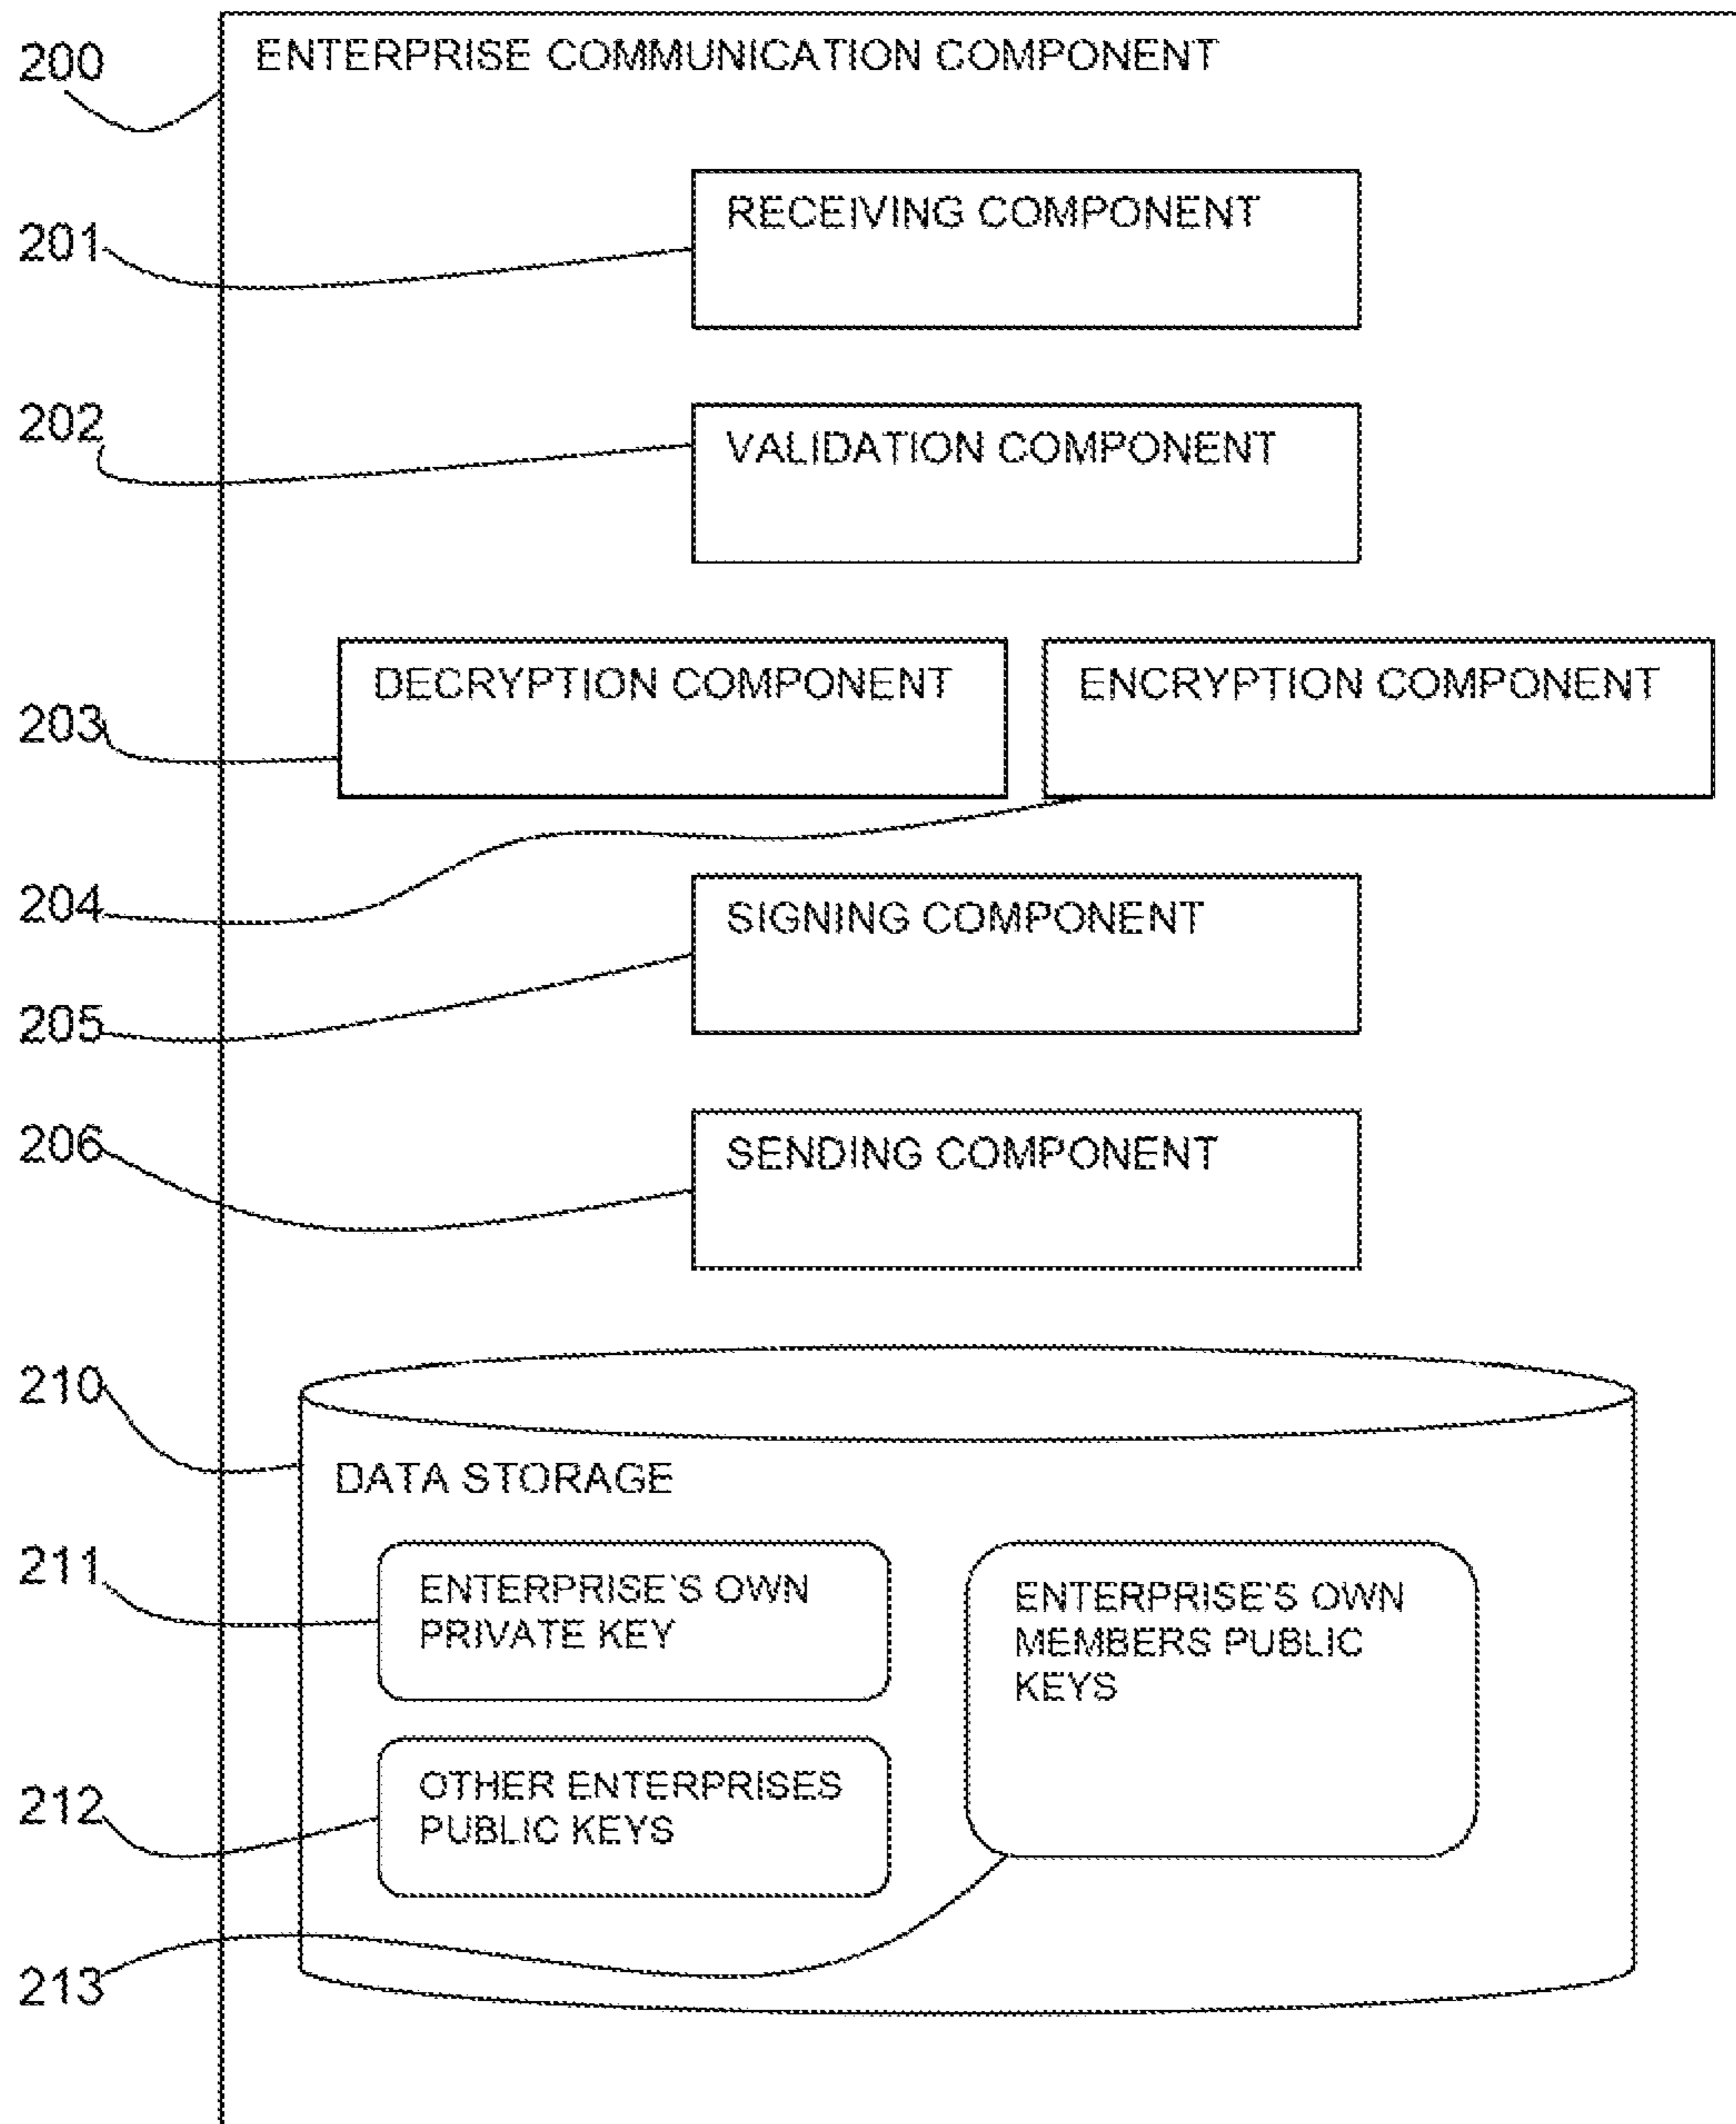 200
ENTERPRISE COMMUNICATION COMPONENT
201
RECEIVING COMPONENT
202
VALIDATION COMPONENT
203
DECRYPTION COMPONENT
ENCRYPTION COMPONENT
204
SIGNING COMPONENT
205
206
SENDING COMPONENT
210
DATA STORAGE
211
ENTERPRISE'S OWN
PRIVATE KEY
ENTERPRISE'S OWN
MEMBERS PUBLIC
KEYS
212
OTHER ENTERPRISES
PUBLIC KEYS
213